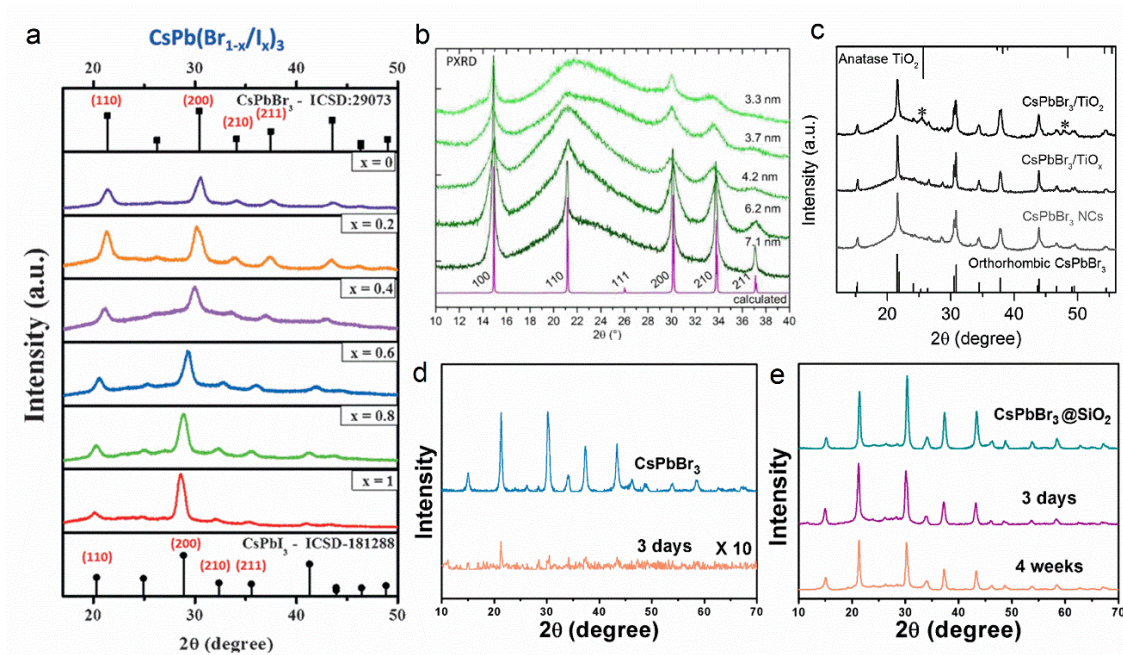 a
CsPb(Br1-x/Ix)3
20 30 40 50
(110) (200) CsPbBr3 - ICSD:29073
(210) (211)
x = 0
x = 0.2
x = 0.4
x = 0.6
x = 0.8
x = 1
CsPbI3 - ICSD-181288
(110) (200) (210) (211)
20 30 40 50
2θ (degree)
Intensity (a.u.)
b
PXRD
3.3 nm
3.7 nm
4.2 nm
6.2 nm
7.1 nm
100 110 111 200 210 211
calculated
10 12 14 16 18 20 22 24 26 28 30 32 34 36 38 40
2θ (°)
c
Anatase TiO2
CsPbBr3/TiO2
* *
CsPbBr3/TiOx
CsPbBr3 NCs
Orthorhombic CsPbBr3
10 20 30 40 50
2θ (degree)
Intensity (a.u.)
d
CsPbBr3
3 days X 10
10 20 30 40 50 60 70
2θ (degree)
Intensity
e
CsPbBr3@SiO2
3 days
4 weeks
10 20 30 40 50 60 70
2θ (degree)
Intensity